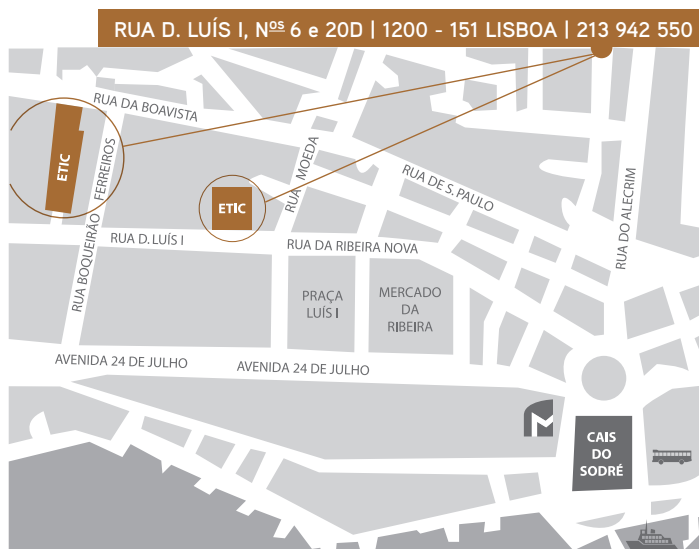 RUA D. LUÍS I, Nºs 6 e 20D | 1200 - 151 LISBOA | 213 942 550
RUA DA BOAVISTA
ETIC
RUA BOQUEIRÃO FERREIROS
RUA MOEDA
ETIC
RUA DE S. PAULO
RUA DO ALECRIM
RUA D. LUÍS I
RUA DA RIBEIRA NOVA
PRAÇA
LUÍS I
MERCADO
DA
RIBEIRA
AVENIDA 24 DE JULHO
AVENIDA 24 DE JULHO
CAIS
DO
SODRÉ